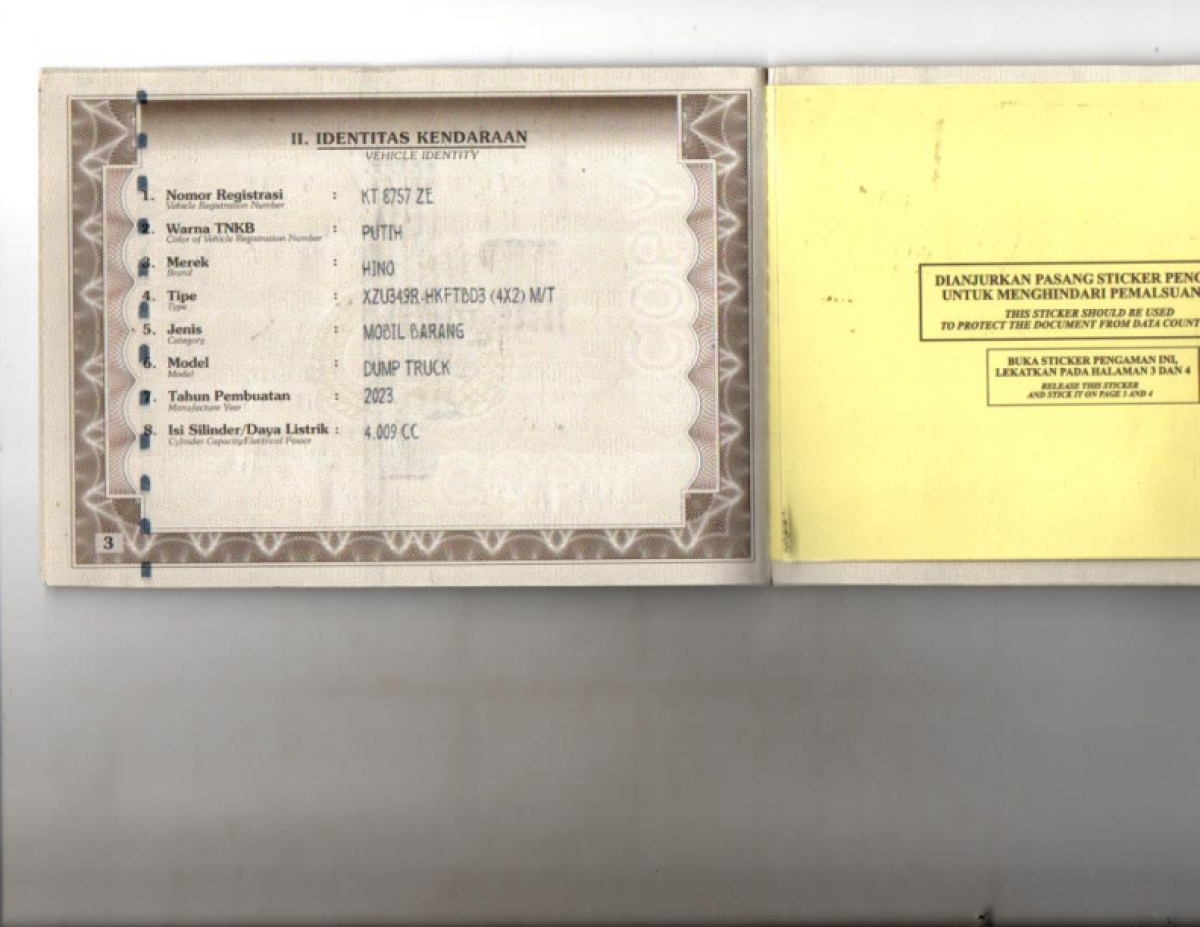 II. IDENTITAS KENDARAAN
VEHICLE IDENTITY
1. Nomor Registrasi : KT 8757 ZE
Vehicle Registration Number
2. Warna TNKB : PUTIH
Color of Vehicle Registration Number
3. Merek : HINO
Brand
4. Tipe : XZU349R-HKFTBD3 (4X2) M/T
Type
5. Jenis : MOBIL BARANG
Category
6. Model : DUMP TRUCK
Model
7. Tahun Pembuatan : 2023
Manufacture Year
8. Isi Silinder/Daya Listrik : 4.009 CC
Cylinder Capacity/Electrical Power
3
COPY
DIANJURKAN PASANG STICKER PENG
UNTUK MENGHINDARI PEMALSUAN
THIS STICKER SHOULD BE USED
TO PROTECT THE DOCUMENT FROM DATA COUNT
BUKA STICKER PENGAMAN INI,
LEKATKAN PADA HALAMAN 3 DAN 4
RELEASE THIS STICKER
AND STICK IT ON PAGE 3 AND 4